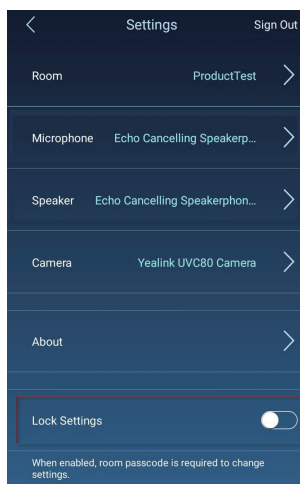 Settings Sign Out
Room ProductTest
Microphone Echo Cancelling Speakerp...
Speaker Echo Cancelling Speakerphon...
Camera Yealink UVC80 Camera
About
Lock Settings
When enabled, room passcode is required to change
settings.